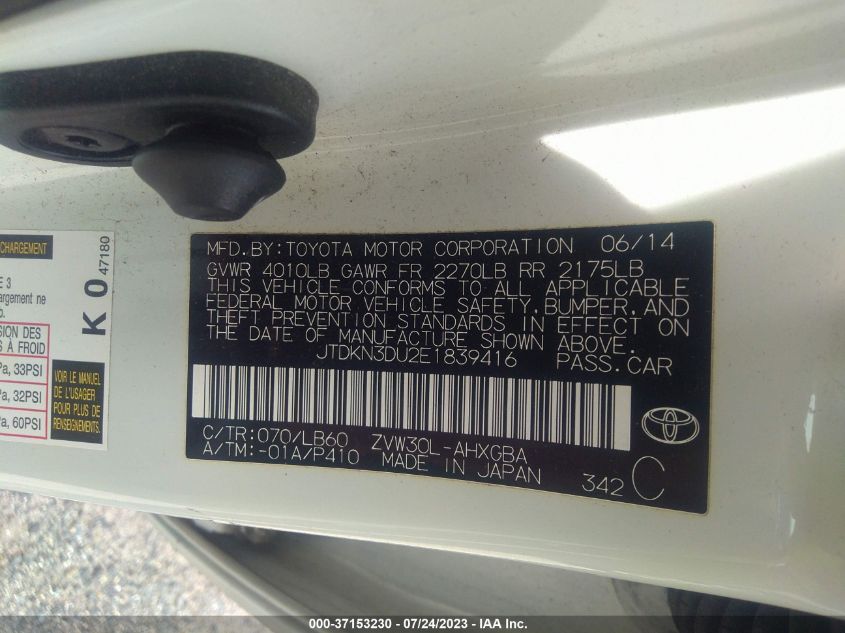 MFD.BY:TOYOTA MOTOR CORPORATION 06/14
GVWR 4010LB GAWR FR 2270LB RR 2175LB
THIS VEHICLE CONFORMS TO ALL APPLICABLE
FEDERAL MOTOR VEHICLE SAFETY,BUMPER,AND
THEFT PREVENTION STANDARDS IN EFFECT ON
THE DATE OF MANUFACTURE SHOWN ABOVE.
JTDKN3DU2E1839416 PASS.CAR
C/TR:070/LB60 ZVW30L-AHXGBA
A/TM:-01A/P410 MADE IN JAPAN
342 C
CHARGEMENT
E 3
argement ne
SION DES
S À FROID
Pa, 33PSI
Pa, 32PSI
Pa, 60PSI
VOIR LE MANUEL
DE L'USAGER
POUR PLUS DE
RENSEIGNEMENTS.
K 0 47180
000-37153230 - 07/24/2023 - IAA Inc.